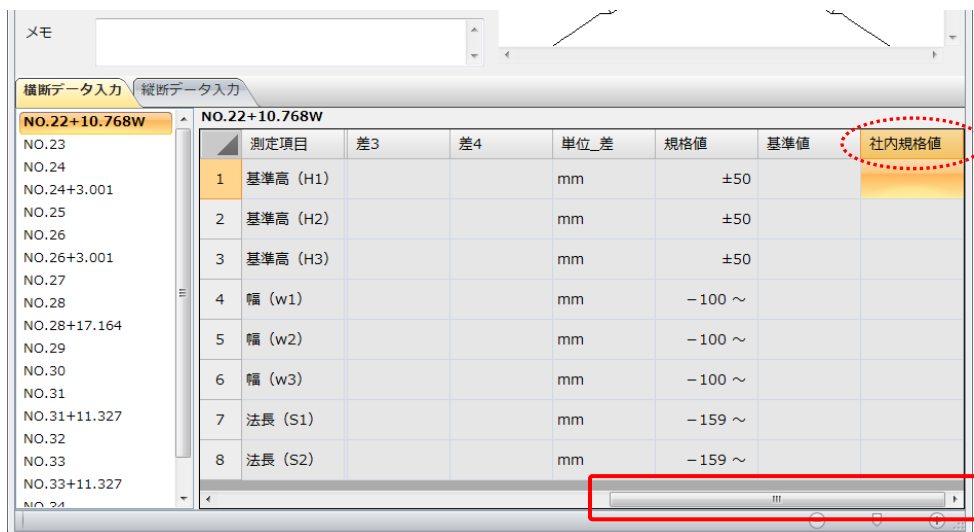 メモ
横断データ入力 縦断データ入力
NO.22+10.768W
NO.23
NO.24
NO.24+3.001
NO.25
NO.26
NO.26+3.001
NO.27
NO.28
NO.28+17.164
NO.29
NO.30
NO.31
NO.31+11.327
NO.32
NO.33
NO.33+11.327
NO.34
NO.22+10.768W
測定項目 差3 差4 単位_差 規格値 基準値 社内規格値
1 基準高（H1） mm ±50
2 基準高（H2） mm ±50
3 基準高（H3） mm ±50
4 幅（w1） mm －100 ～
5 幅（w2） mm －100 ～
6 幅（w3） mm －100 ～
7 法長（S1） mm －159 ～
8 法長（S2） mm －159 ～